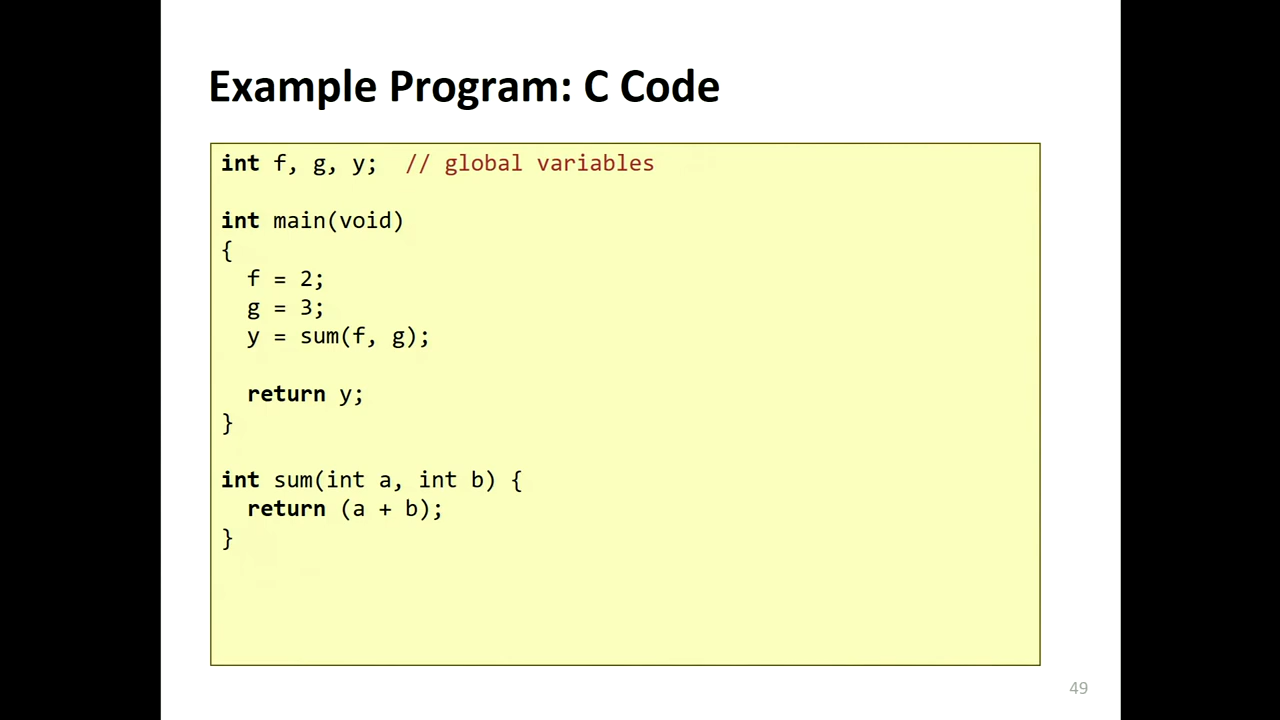 Example Program: C Code
int f, g, y;  // global variables
int main(void)
{
  f = 2;
  g = 3;
  y = sum(f, g);
  return y;
}
int sum(int a, int b) {
  return (a + b);
}
49